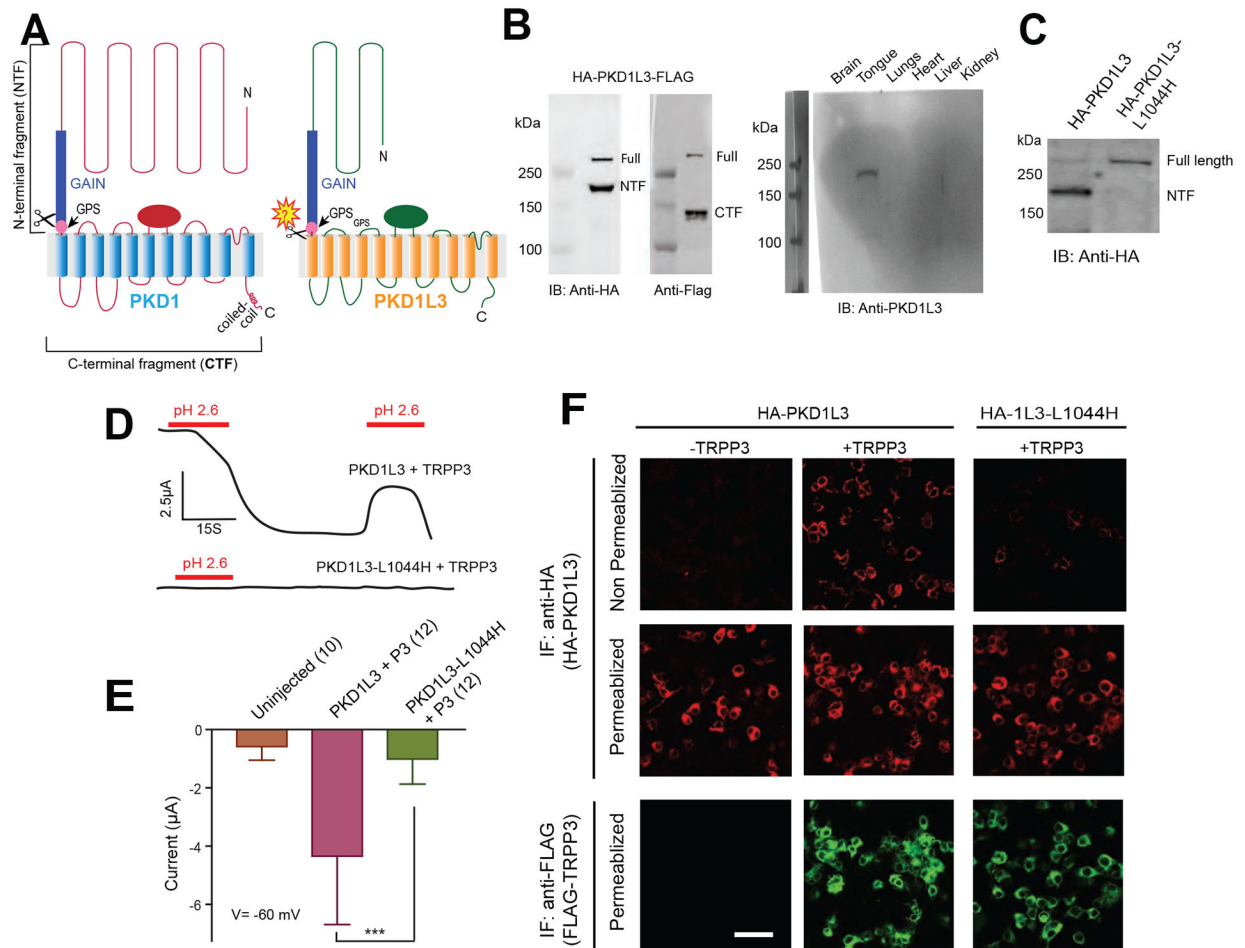 A
N-terminal fragment (NTF)
N
GAIN
GPS
PKD1
coiled-
coil
C
C-terminal fragment (CTF)
N
GAIN
?
GPS
GPS
PKD1L3
C
B
HA-PKD1L3-FLAG
kDa
250
150
100
Full
NTF
Full
CTF
IB: Anti-HA
Anti-Flag
Brain
Tongue
Lungs
Heart
Liver
Kidney
kDa
250
150
100
IB: Anti-PKD1L3
C
HA-PKD1L3
HA-PKD1L3-
L1044H
kDa
250
150
Full length
NTF
IB: Anti-HA
D
pH 2.6
pH 2.6
PKD1L3 + TRPP3
2.5µA
15S
pH 2.6
PKD1L3-L1044H + TRPP3
E
Uninjected (10)
PKD1L3 + P3 (12)
PKD1L3-L1044H
+ P3 (12)
0
-2
-4
-6
Current (µA)
V= -60 mV
***
F
HA-PKD1L3
HA-1L3-L1044H
-TRPP3
+TRPP3
+TRPP3
IF: anti-HA
(HA-PKD1L3)
Non Permeablized
Permeablized
IF: anti-FLAG
(FLAG-TRPP3)
Permeablized